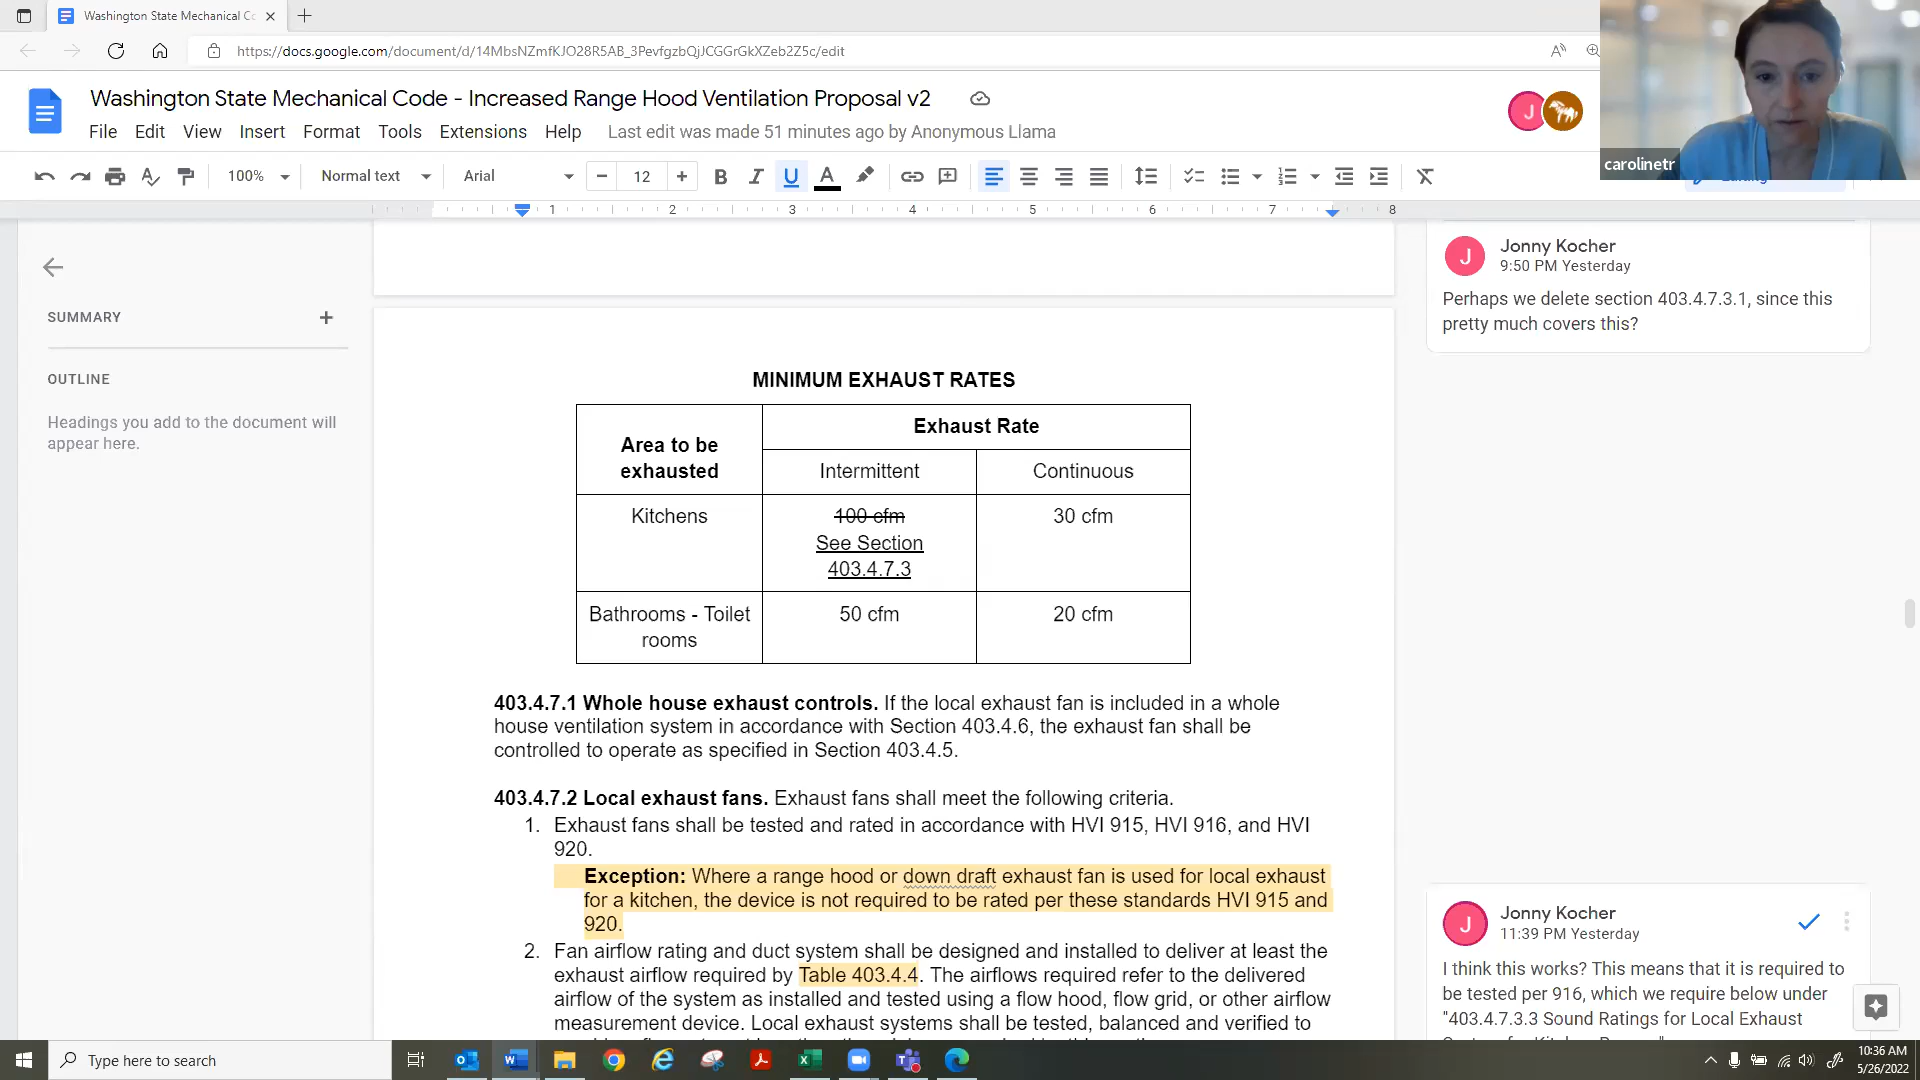 Washington State Mechanical Co
https://docs.google.com/document/d/14MbsNZmfKJO28R5AB_3PevfgzbQjJCGGrGkXZeb2Z5c/edit
Washington State Mechanical Code - Increased Range Hood Ventilation Proposal v2
J
File Edit View Insert Format Tools Extensions Help Last edit was made 51 minutes ago by Anonymous Llama
carolinetr
100% Normal text Arial 12
1 2 3 4 5 6 7 8
SUMMARY
OUTLINE
Headings you add to the document will
appear here.
MINIMUM EXHAUST RATES
Area to be
exhausted
Exhaust Rate
Intermittent Continuous
Kitchens 100 cfm 30 cfm
See Section
403.4.7.3
Bathrooms - Toilet
rooms
50 cfm 20 cfm
403.4.7.1 Whole house exhaust controls. If the local exhaust fan is included in a whole
house ventilation system in accordance with Section 403.4.6, the exhaust fan shall be
controlled to operate as specified in Section 403.4.5.
403.4.7.2 Local exhaust fans. Exhaust fans shall meet the following criteria.
1. Exhaust fans shall be tested and rated in accordance with HVI 915, HVI 916, and HVI
920.
Exception: Where a range hood or down draft exhaust fan is used for local exhaust
for a kitchen, the device is not required to be rated per these standards HVI 915 and
920.
2. Fan airflow rating and duct system shall be designed and installed to deliver at least the
exhaust airflow required by Table 403.4.4. The airflows required refer to the delivered
airflow of the system as installed and tested using a flow hood, flow grid, or other airflow
measurement device. Local exhaust systems shall be tested, balanced and verified to
J
Jonny Kocher
9:50 PM Yesterday
Perhaps we delete section 403.4.7.3.1, since this
pretty much covers this?
J
Jonny Kocher
11:39 PM Yesterday
I think this works? This means that it is required to
be tested per 916, which we require below under
"403.4.7.3.3 Sound Ratings for Local Exhaust
Type here to search
10:36 AM
5/26/2022